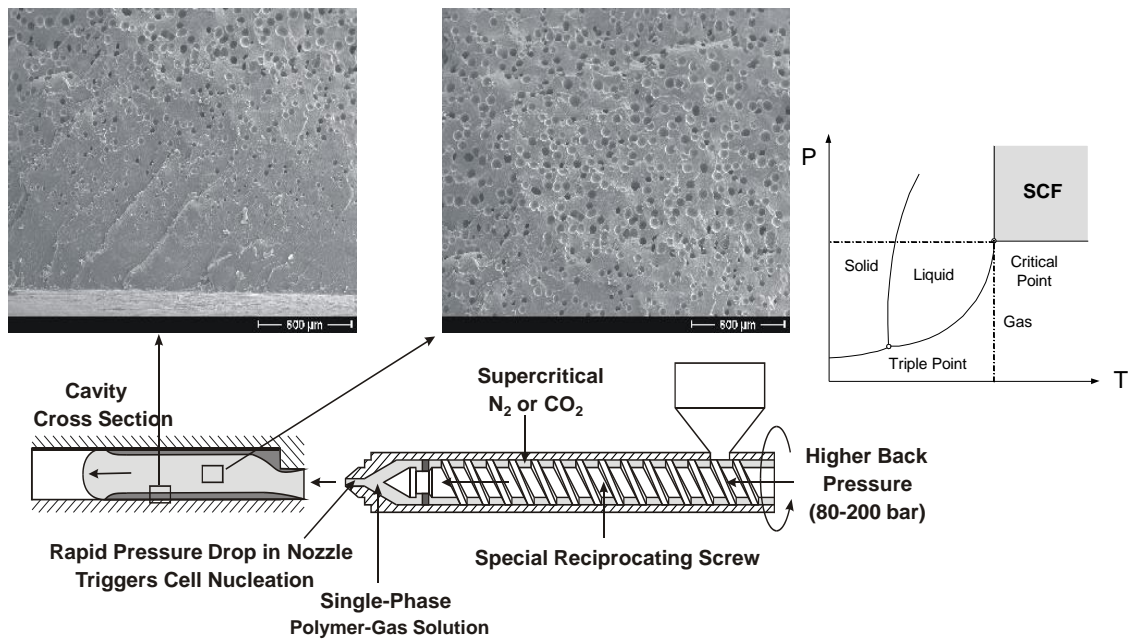 600 µm
600 µm
P
SCF
Solid
Liquid
Critical
Point
Gas
Triple Point
T
Cavity
Cross Section
Supercritical
N₂ or CO₂
Higher Back
Pressure
(80-200 bar)
Rapid Pressure Drop in Nozzle
Triggers Cell Nucleation
Special Reciprocating Screw
Single-Phase
Polymer-Gas Solution